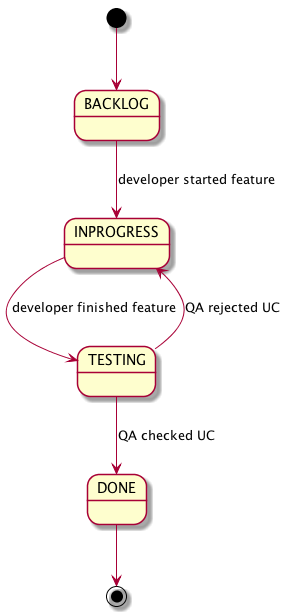 BACKLOG
developer started feature
INPROGRESS
developer finished feature
QA rejected UC
TESTING
QA checked UC
DONE